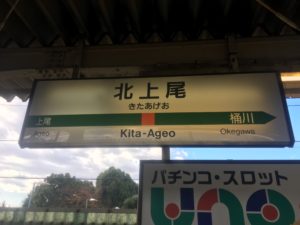 北上尾
きたあげお
上尾
桶川
Kita-Ageo
Ageo
Okegawa
パチンコ・スロット
uno